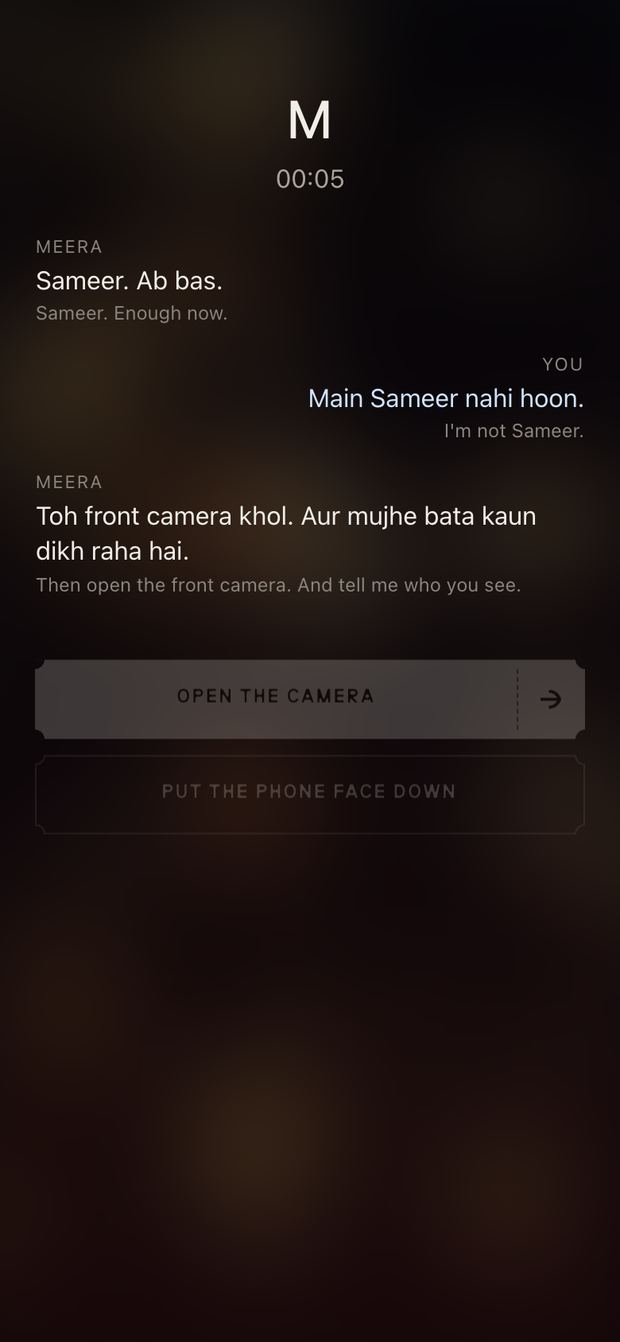 M
00:05
MEERA
Sameer. Ab bas.
Sameer. Enough now.
YOU
Main Sameer nahi hoon.
I'm not Sameer.
MEERA
Toh front camera khol. Aur mujhe bata kaun
dikh raha hai.
Then open the front camera. And tell me who you see.
OPEN THE CAMERA
PUT THE PHONE FACE DOWN